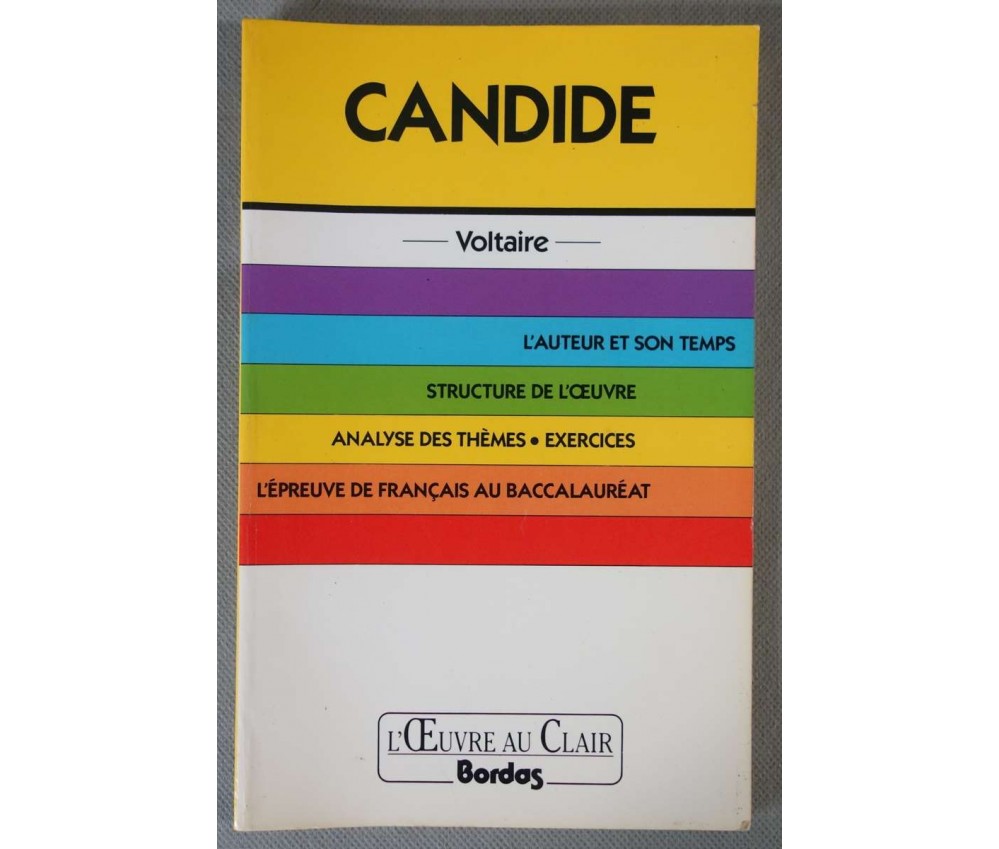 CANDIDE
Voltaire
L'AUTEUR ET SON TEMPS
STRUCTURE DE L'ŒUVRE
ANALYSE DES THÈMES • EXERCICES
L'ÉPREUVE DE FRANÇAIS AU BACCALAURÉAT
L'ŒUVRE AU CLAIR
Bordas